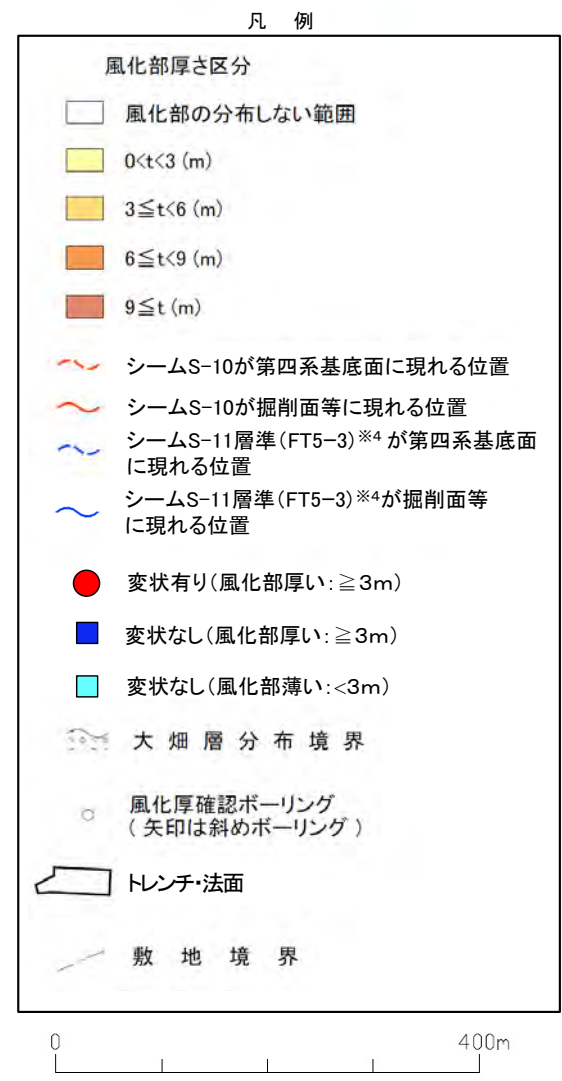 凡 例
風化部厚さ区分
風化部の分布しない範囲
0<t<3 (m)
3≦t<6 (m)
6≦t<9 (m)
9≦t (m)
シームS-10が第四系基底面に現れる位置
シームS-10が掘削面等に現れる位置
シームS-11層準(FT5-3)※4 が第四系基底面
に現れる位置
シームS-11層準(FT5-3)※4が掘削面等
に現れる位置
変状有り(風化部厚い:≧3m)
変状なし(風化部厚い:≧3m)
変状なし(風化部薄い:<3m)
大 畑 層 分 布 境 界
風化厚確認ボーリング
( 矢印は斜めボーリング )
トレンチ・法面
敷 地 境 界
0 400m